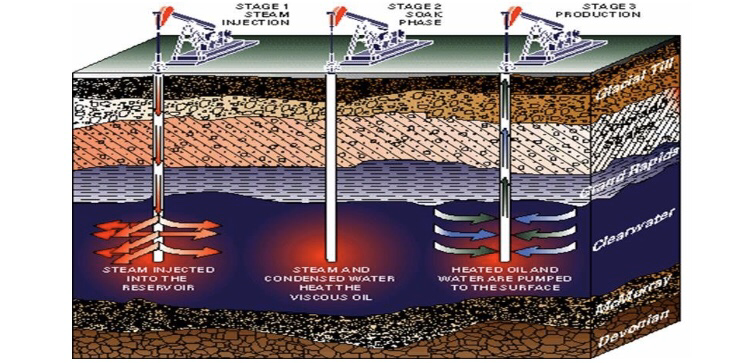 STAGE 1
STEAM
INJECTION
STAGE 2
SOAK
PHASE
STAGE 3
PRODUCTION
Glacial Till
Grand Rapids
Clearwater
McMurray
Devonian
STEAM INJECTED
INTO THE
RESERVOIR
STEAM AND
CONDENSED WATER
HEAT THE
VISCOUS OIL
HEATED OIL AND
WATER ARE PUMPED
TO THE SURFACE